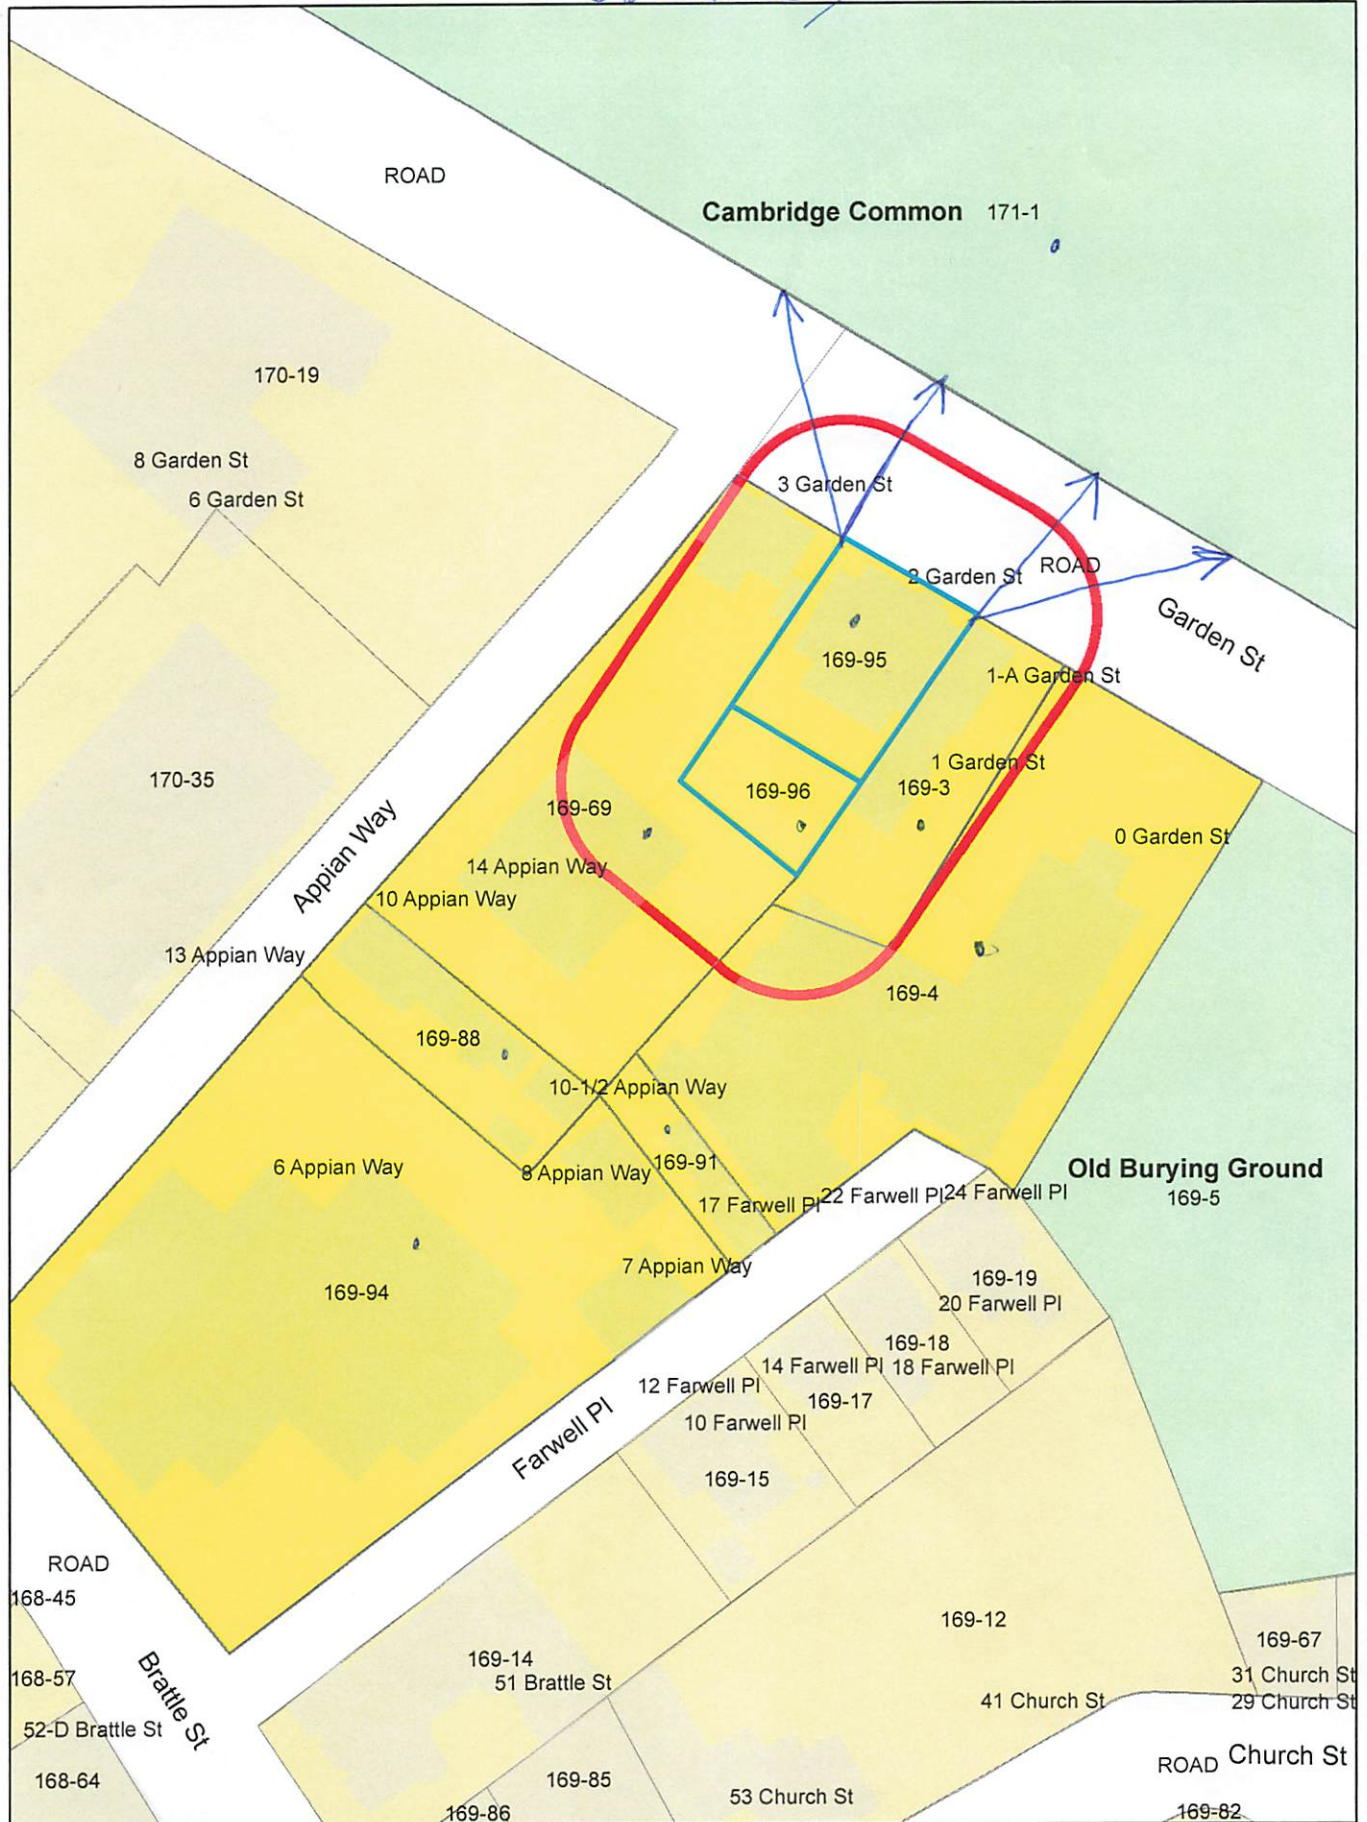 ROAD
Cambridge Common 171-1
170-19
8 Garden St
6 Garden St
3 Garden St
ROAD
2 Garden St
Garden St
169-95
1-A Garden St
1 Garden St
170-35
169-96
169-3
169-69
0 Garden St
Appian Way
14 Appian Way
10 Appian Way
13 Appian Way
169-4
169-88
10-1/2 Appian Way
6 Appian Way
8 Appian Way
169-91
Old Burying Ground
169-5
17 Farwell Pl
22 Farwell Pl
24 Farwell Pl
7 Appian Way
169-94
169-19
20 Farwell Pl
169-18
14 Farwell Pl
18 Farwell Pl
12 Farwell Pl
169-17
10 Farwell Pl
Farwell Pl
169-15
ROAD
168-45
169-12
169-67
169-14
31 Church St
168-57
51 Brattle St
Brattle St
41 Church St
29 Church St
52-D Brattle St
ROAD
Church St
168-64
169-85
53 Church St
169-86
169-82